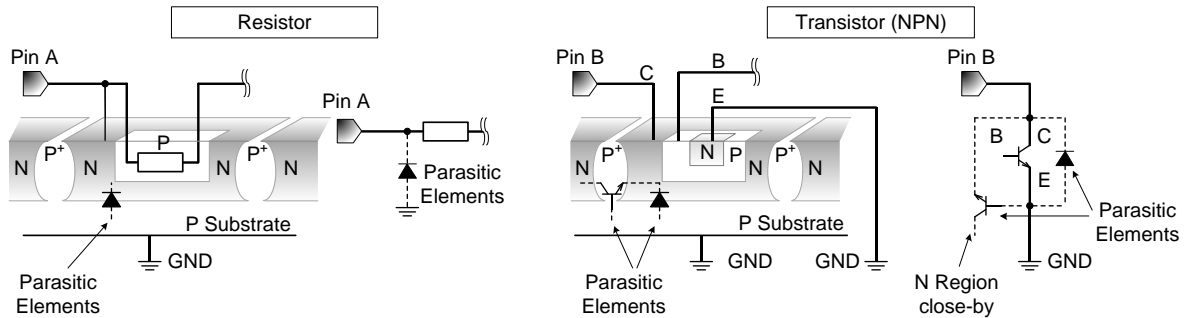 Resistor
Transistor (NPN)
Pin A
Pin A
N
P+
N
P
N
P+
N
Parasitic
Elements
P Substrate
GND
Parasitic
Elements
Pin B
C
B
E
N
P+
N
N
P
N
P+
N
P Substrate
GND
GND
Parasitic
Elements
Pin B
B
C
E
Parasitic
Elements
GND
N Region
close-by